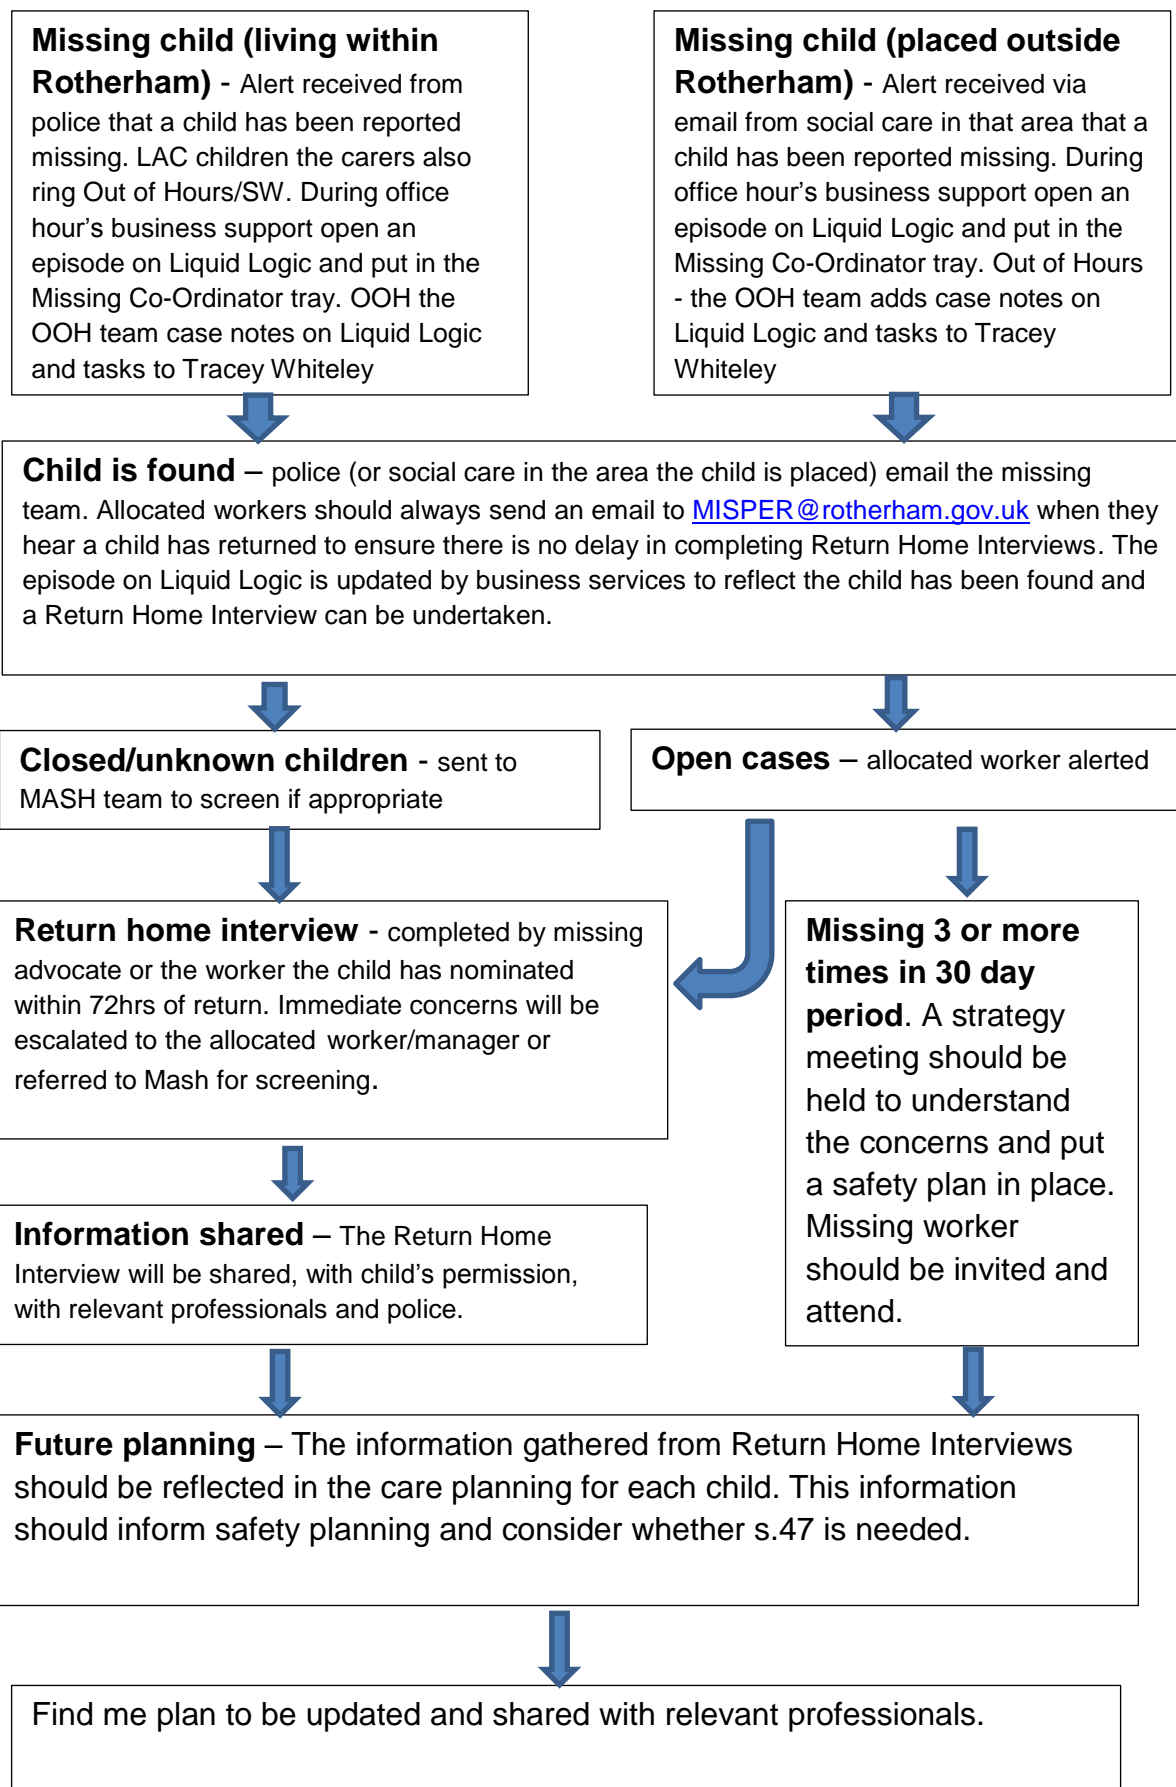 Missing child (living within
Rotherham) - Alert received from
police that a child has been reported
missing. LAC children the carers also
ring Out of Hours/SW. During office
hour’s business support open an
episode on Liquid Logic and put in the
Missing Co-Ordinator tray. OOH the
OOH team case notes on Liquid Logic
and tasks to Tracey Whiteley
Missing child (placed outside
Rotherham) - Alert received via
email from social care in that area that a
child has been reported missing. During
office hour’s business support open an
episode on Liquid Logic and put in the
Missing Co-Ordinator tray. Out of Hours
- the OOH team adds case notes on
Liquid Logic and tasks to Tracey
Whiteley
Child is found – police (or social care in the area the child is placed) email the missing
team. Allocated workers should always send an email to MISPER@rotherham.gov.uk when they
hear a child has returned to ensure there is no delay in completing Return Home Interviews. The
episode on Liquid Logic is updated by business services to reflect the child has been found and
a Return Home Interview can be undertaken.
Closed/unknown children - sent to
MASH team to screen if appropriate
Open cases – allocated worker alerted
Return home interview - completed by missing
advocate or the worker the child has nominated
within 72hrs of return. Immediate concerns will be
escalated to the allocated worker/manager or
referred to Mash for screening.
Missing 3 or more
times in 30 day
period. A strategy
meeting should be
held to understand
the concerns and put
a safety plan in place.
Missing worker
should be invited and
attend.
Information shared – The Return Home
Interview will be shared, with child’s permission,
with relevant professionals and police.
Future planning – The information gathered from Return Home Interviews
should be reflected in the care planning for each child. This information
should inform safety planning and consider whether s.47 is needed.
Find me plan to be updated and shared with relevant professionals.